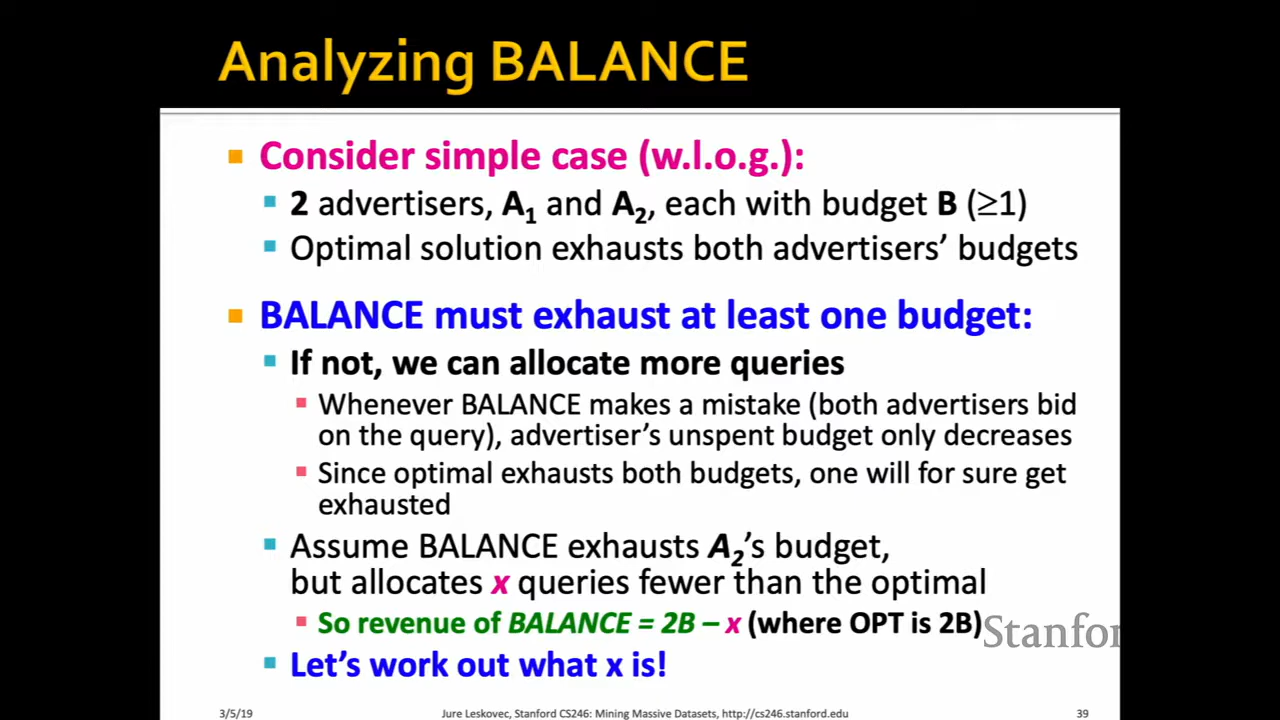 Analyzing BALANCE
Consider simple case (w.l.o.g.):
2 advertisers, A₁ and A₂, each with budget B (≥1)
Optimal solution exhausts both advertisers’ budgets
BALANCE must exhaust at least one budget:
If not, we can allocate more queries
Whenever BALANCE makes a mistake (both advertisers bid
on the query), advertiser’s unspent budget only decreases
Since optimal exhausts both budgets, one will for sure get
exhausted
Assume BALANCE exhausts A₂’s budget,
but allocates x queries fewer than the optimal
So revenue of BALANCE = 2B – x (where OPT is 2B)
Stanfor
Let’s work out what x is!
3/5/19
Jure Leskovec, Stanford CS246: Mining Massive Datasets, http://cs246.stanford.edu
39